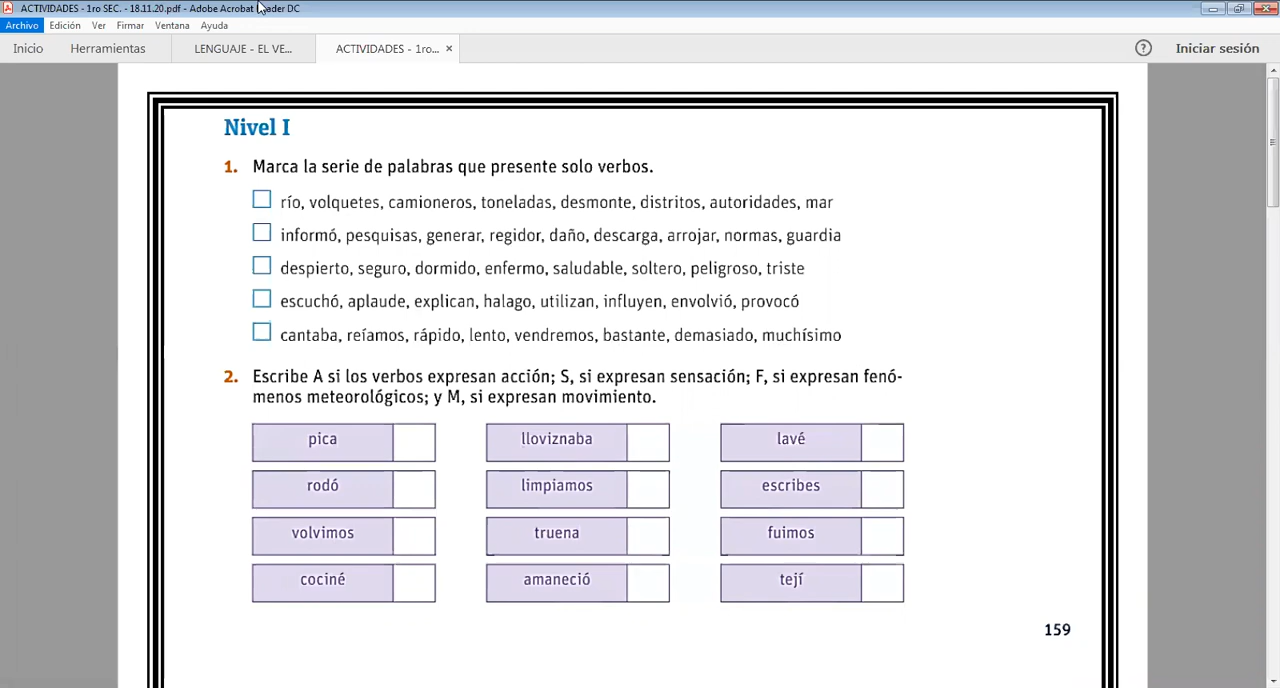 ACTIVIDADES - 1ro SEC. - 18.11.20.pdf - Adobe Acrobat Reader DC
Archivo Edición Ver Firmar Ventana Ayuda
Inicio Herramientas LENGUAJE - EL VE... ACTIVIDADES - 1ro... × ? Iniciar sesión
Nivel I
1. Marca la serie de palabras que presente solo verbos.
río, volquetes, camioneros, toneladas, desmonte, distritos, autoridades, mar
informó, pesquisas, generar, regidor, daño, descarga, arrojar, normas, guardia
despierto, seguro, dormido, enfermo, saludable, soltero, peligroso, triste
escuchó, aplaude, explican, halago, utilizan, influyen, envolvió, provocó
cantaba, reíamos, rápido, lento, vendremos, bastante, demasiado, muchísimo
2. Escribe A si los verbos expresan acción; S, si expresan sensación; F, si expresan fenó-
menos meteorológicos; y M, si expresan movimiento.
pica lloviznaba lavé
rodó limpiamos escribes
volvimos truena fuimos
cociné amaneció tejí
159